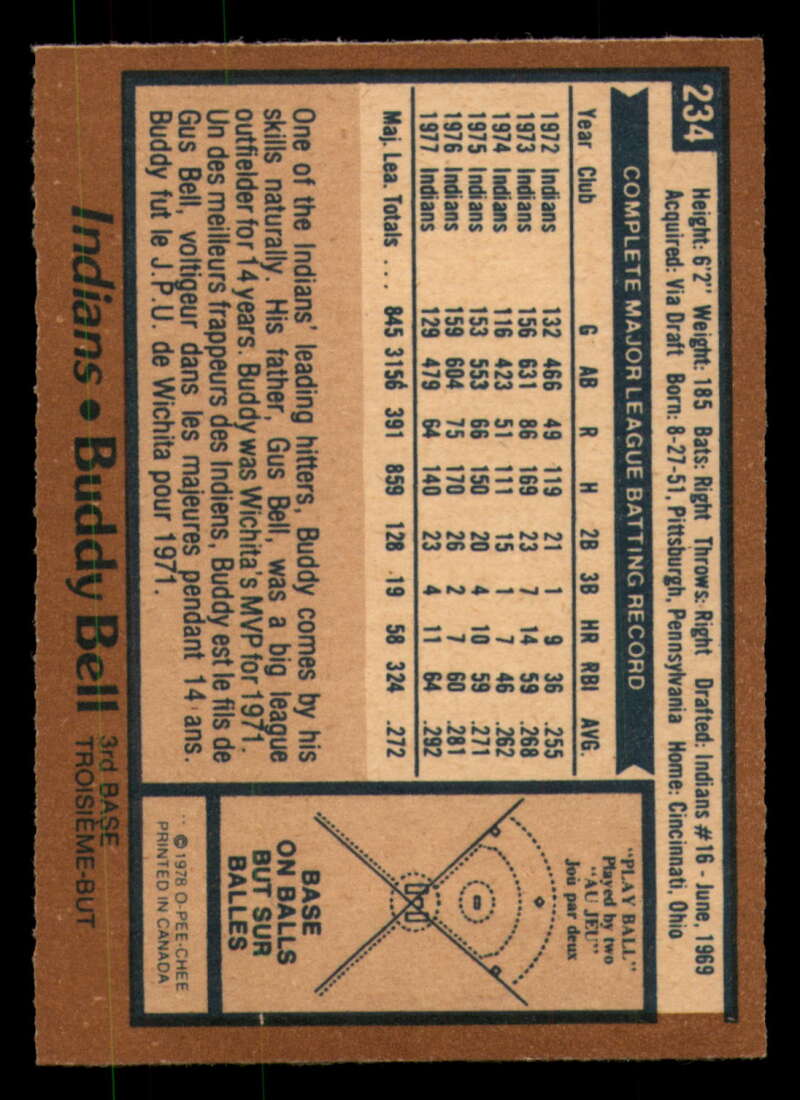 234
Height: 6'2" Weight: 185 Bats: Right Throws: Right Drafted: Indians #16 - June, 1969
Acquired: Via Draft Born: 8-27-51, Pittsburgh, Pennsylvania Home: Cincinnati, Ohio
COMPLETE MAJOR LEAGUE BATTING RECORD
Year Club G AB R H 2B 3B HR RBI AVG.
1972 Indians 132 466 49 119 21 1 9 36 .255
1973 Indians 156 631 86 169 23 7 14 59 .268
1974 Indians 116 423 51 111 15 1 7 46 .262
1975 Indians 153 553 66 150 20 4 10 59 .271
1976 Indians 159 604 75 170 26 2 7 60 .281
1977 Indians 129 479 64 140 23 4 11 64 .292
Maj. Lea. Totals .... 845 3156 391 859 128 19 58 324 .272
One of the Indians' leading hitters, Buddy comes by his
skills naturally. His father, Gus Bell, was a big league
outfielder for 14 years. Buddy was Wichita's MVP for 1971.
Un des meilleurs frappeurs des Indiens, Buddy est le fils de
Gus Bell, voltigeur dans les majeures pendant 14 ans.
Buddy fut le J.P.U. de Wichita pour 1971.
"PLAY BALL"
Played by two
"AU JEU"
Joué par deux
BASE
ON BALLS
BUT SUR
BALLES
© 1978 O-PEE-CHEE
PRINTED IN CANADA
Indians • Buddy Bell 3rd BASE
TROISIÈME-BUT